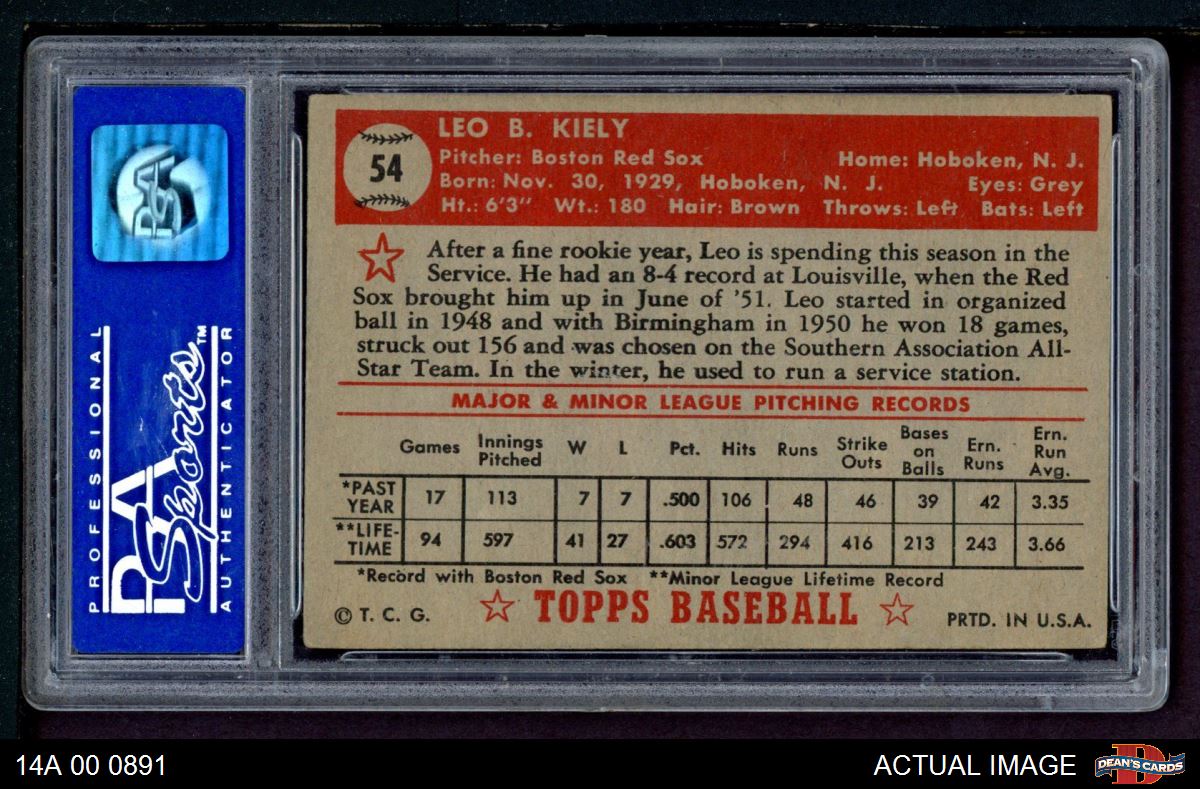 PROFESSIONAL
PSA
Sports™
AUTHENTICATOR
PSA
54
LEO B. KIELY
Pitcher: Boston Red Sox Home: Hoboken, N. J.
Born: Nov. 30, 1929, Hoboken, N. J. Eyes: Grey
Ht.: 6'3" Wt.: 180 Hair: Brown Throws: Left Bats: Left
After a fine rookie year, Leo is spending this season in the
Service. He had an 8-4 record at Louisville, when the Red
Sox brought him up in June of '51. Leo started in organized
ball in 1948 and with Birmingham in 1950 he won 18 games,
struck out 156 and was chosen on the Southern Association All-
Star Team. In the winter, he used to run a service station.
MAJOR & MINOR LEAGUE PITCHING RECORDS
Games Innings Pitched W L Pct. Hits Runs Strike Outs Bases on Balls Ern. Runs Ern. Run Avg.
*PAST YEAR 17 113 7 7 .500 106 48 46 39 42 3.35
**LIFE-TIME 94 597 41 27 .603 572 294 416 213 243 3.66
*Record with Boston Red Sox **Minor League Lifetime Record
© T. C. G. TOPPS BASEBALL PRTD. IN U.S.A.
14A 00 0891 ACTUAL IMAGE D DEAN'S CARDS